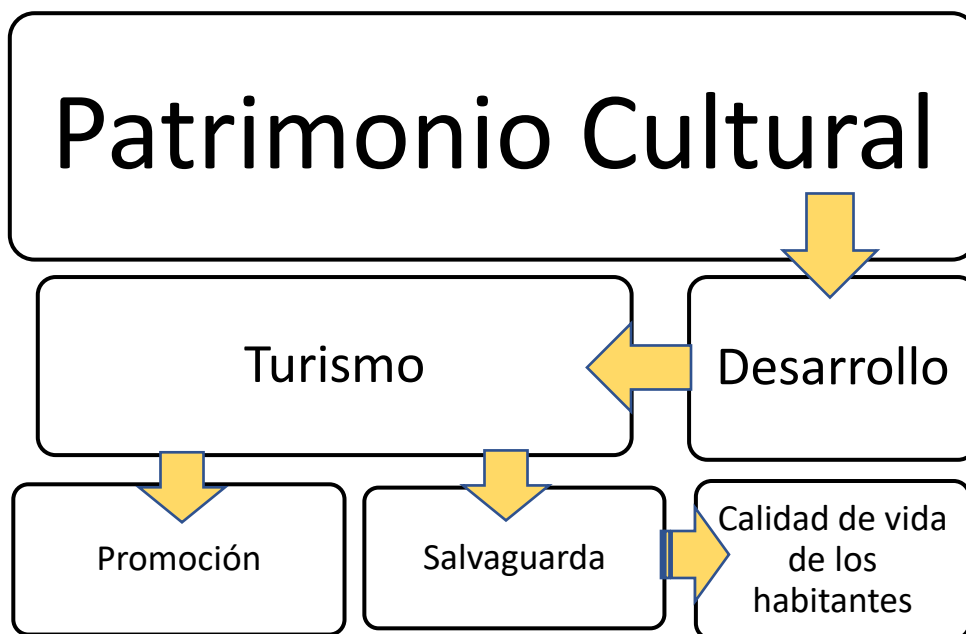 Patrimonio Cultural
Turismo
Desarrollo
Promoción
Salvaguarda
Calidad de vida
de los
habitantes